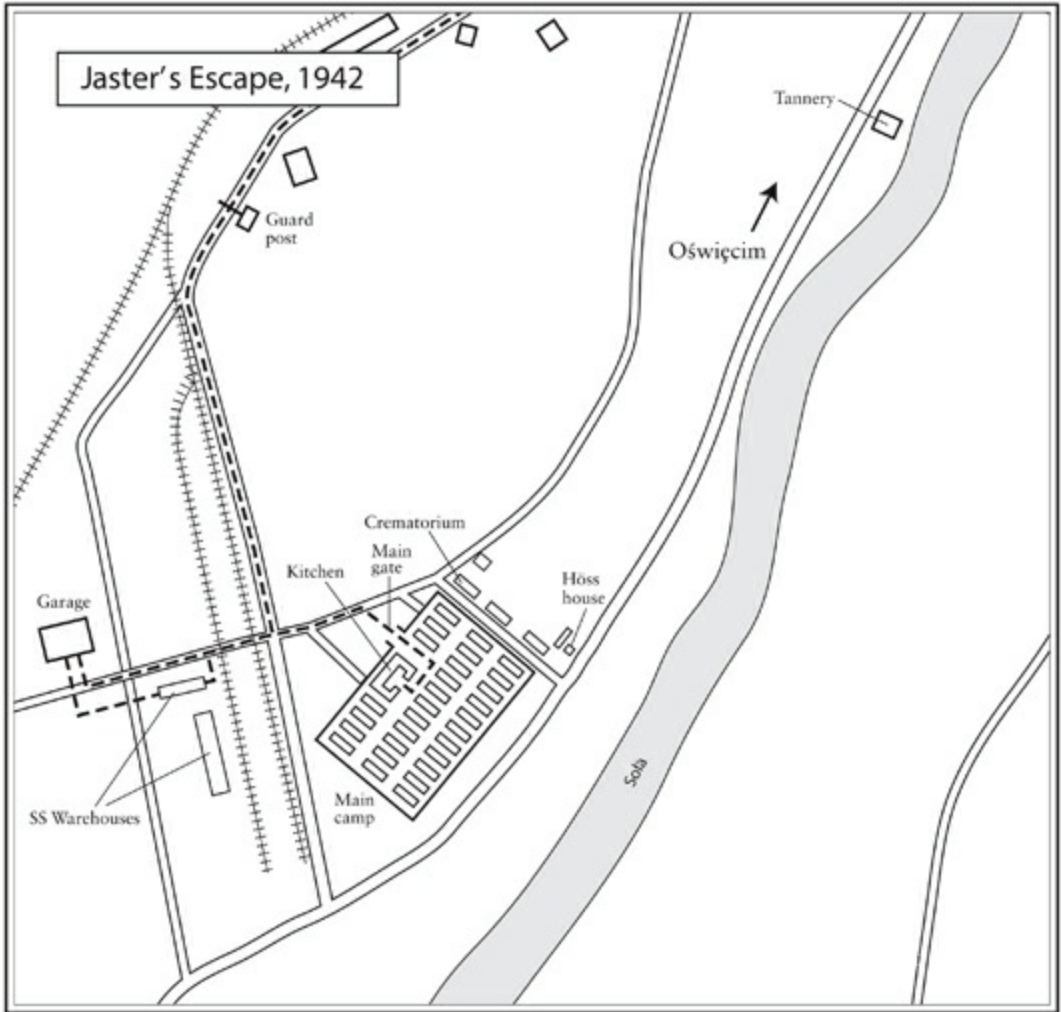 Jaster's Escape, 1942
Tannery
Guard
post
Oświęcim
Crematorium
Main
gate
Kitchen
Höss
house
Garage
SS Warehouses
Main
camp
Soła